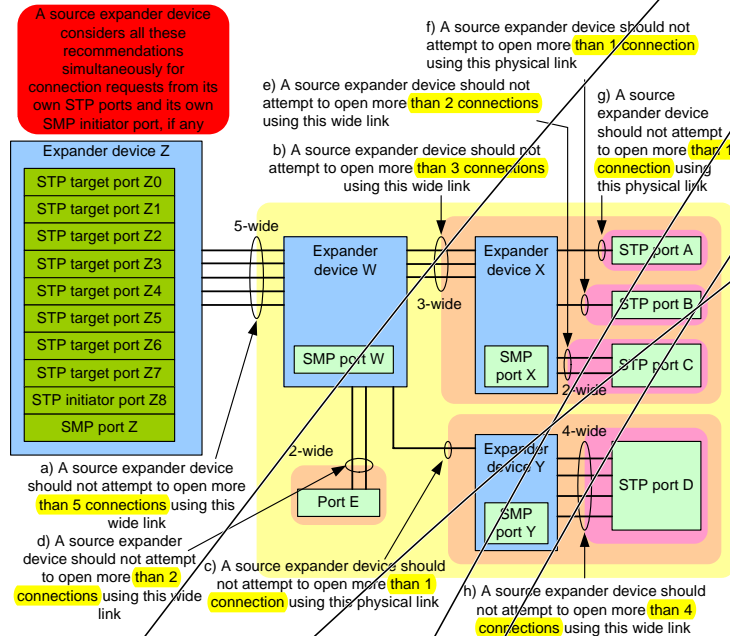 A source expander device
considers all these
recommendations
simultaneously for
connection requests from its
own STP ports and its own
SMP initiator port, if any
f) A source expander device should not
attempt to open more than 1 connection
using this physical link
e) A source expander device should not
attempt to open more than 2 connections
using this wide link
g) A source
expander device
should not attempt
to open more than 1
connection using
this physical link
b) A source expander device should not
attempt to open more than 3 connections
using this wide link
Expander device Z
STP target port Z0
STP target port Z1
STP target port Z2
STP target port Z3
STP target port Z4
STP target port Z5
STP target port Z6
STP target port Z7
STP initiator port Z8
SMP port Z
5-wide
Expander
device W
SMP port W
3-wide
Expander
device X
SMP
port X
STP port A
STP port B
STP port C
2-wide
2-wide
Port E
Expander
device Y
SMP
port Y
4-wide
STP port D
a) A source expander device
should not attempt to open more
than 5 connections using this
wide link
d) A source expander
device should not attempt
to open more than 2
connections using this wide
link
c) A source expander device should
not attempt to open more than 1
connection using this physical link
h) A source expander device should
not attempt to open more than 4
connections using this wide link